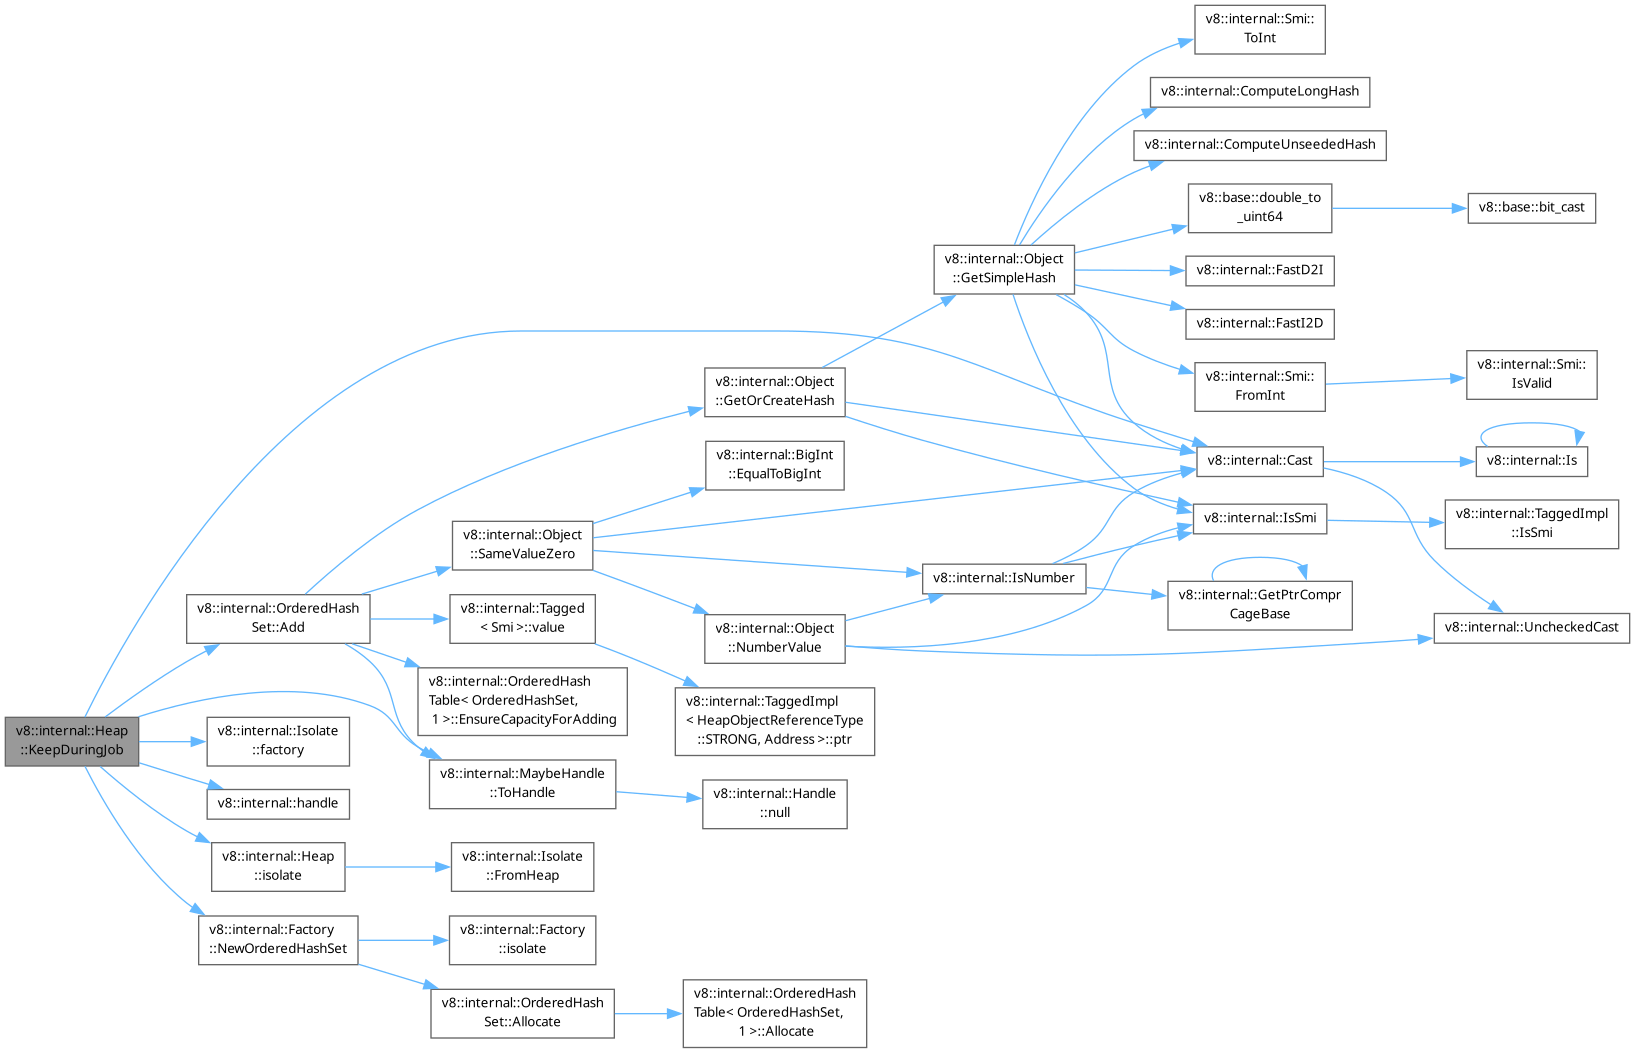 v8::internal::Heap
::KeepDuringJob
v8::internal::OrderedHash
Set::Add
v8::internal::Isolate
::factory
v8::internal::handle
v8::internal::Heap
::isolate
v8::internal::Factory
::NewOrderedHashSet
v8::internal::Object
::SameValueZero
v8::internal::Tagged
< Smi >::value
v8::internal::OrderedHash
Table< OrderedHashSet,
1 >::EnsureCapacityForAdding
v8::internal::MaybeHandle
::ToHandle
v8::internal::Isolate
::FromHeap
v8::internal::Factory
::isolate
v8::internal::OrderedHash
Set::Allocate
v8::internal::Object
::GetOrCreateHash
v8::internal::BigInt
::EqualToBigInt
v8::internal::Object
::NumberValue
v8::internal::TaggedImpl
< HeapObjectReferenceType
::STRONG, Address >::ptr
v8::internal::Handle
::null
v8::internal::OrderedHash
Table< OrderedHashSet,
1 >::Allocate
v8::internal::Object
::GetSimpleHash
v8::internal::IsNumber
v8::internal::Smi::
ToInt
v8::internal::ComputeLongHash
v8::internal::ComputeUnseededHash
v8::base::double_to
_uint64
v8::internal::FastD2I
v8::internal::FastI2D
v8::internal::Smi::
FromInt
v8::internal::Cast
v8::internal::IsSmi
v8::internal::GetPtrCompr
CageBase
v8::base::bit_cast
v8::internal::Smi::
IsValid
v8::internal::Is
v8::internal::TaggedImpl
::IsSmi
v8::internal::UncheckedCast